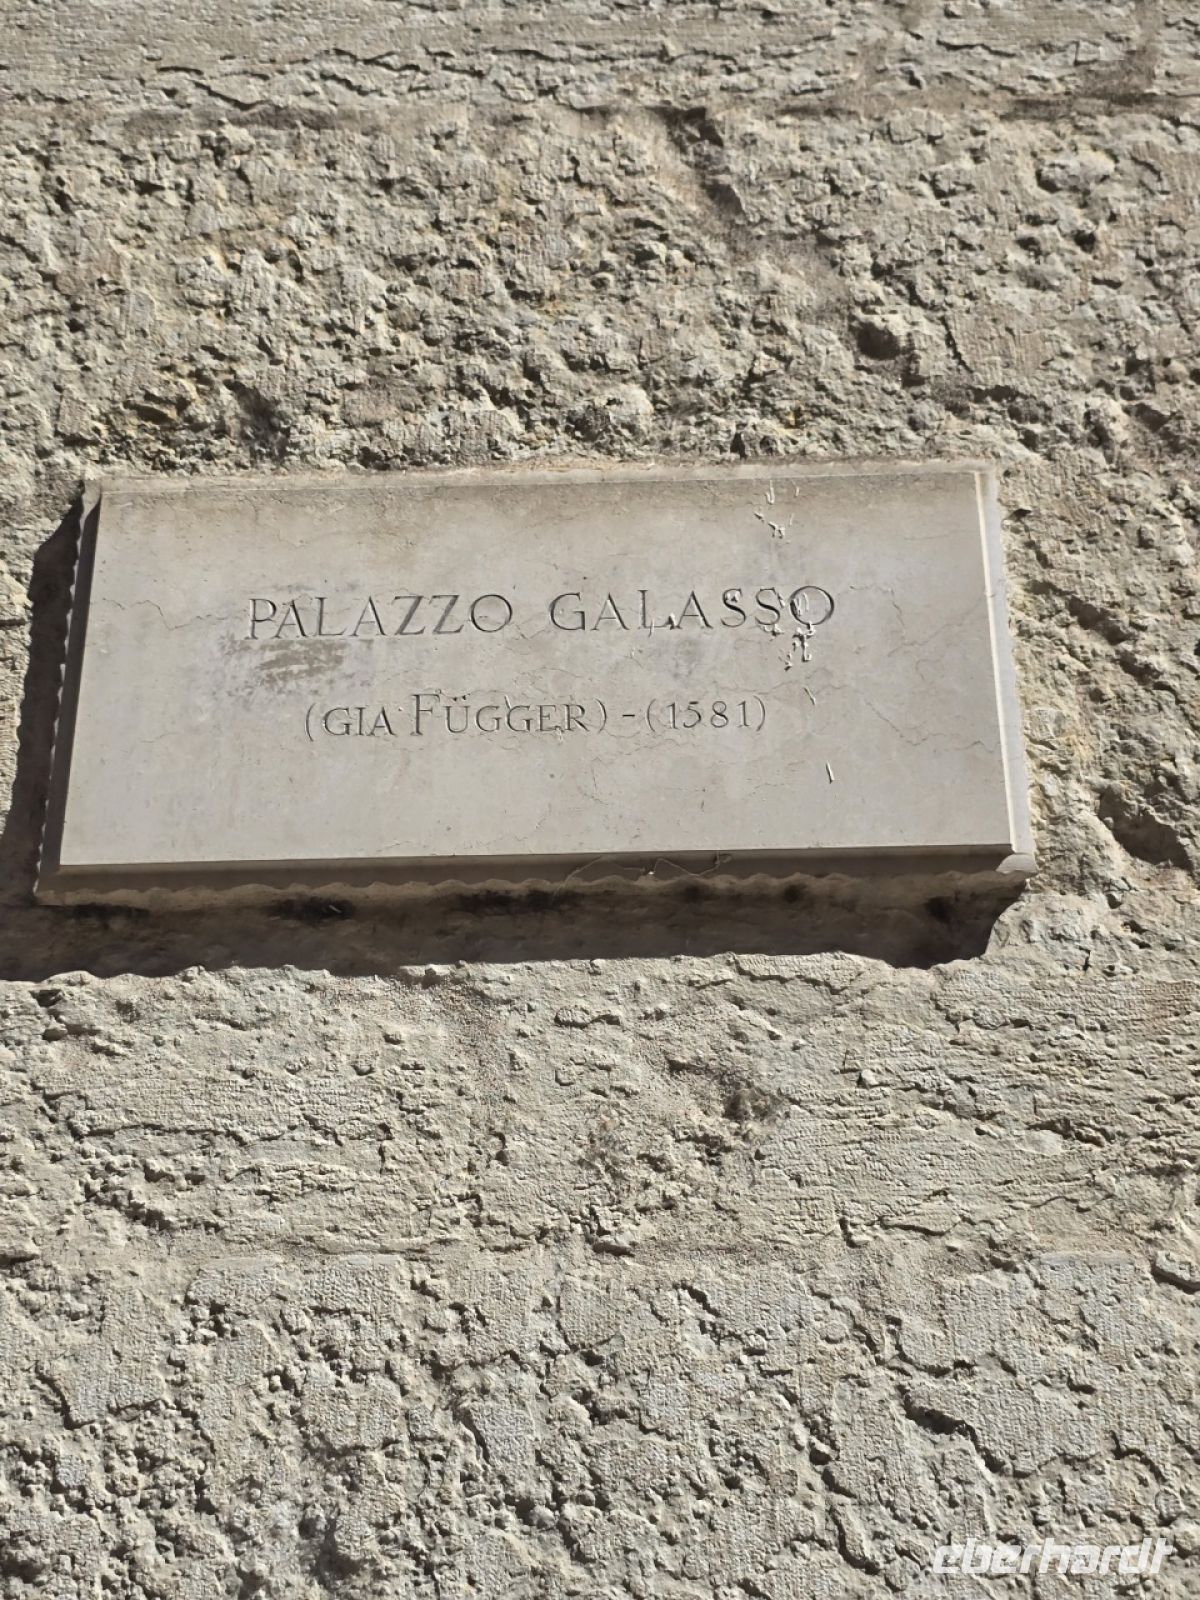 PALAZZO GALASSO
(GIA FÜGGER) - (1581)
eberhardt